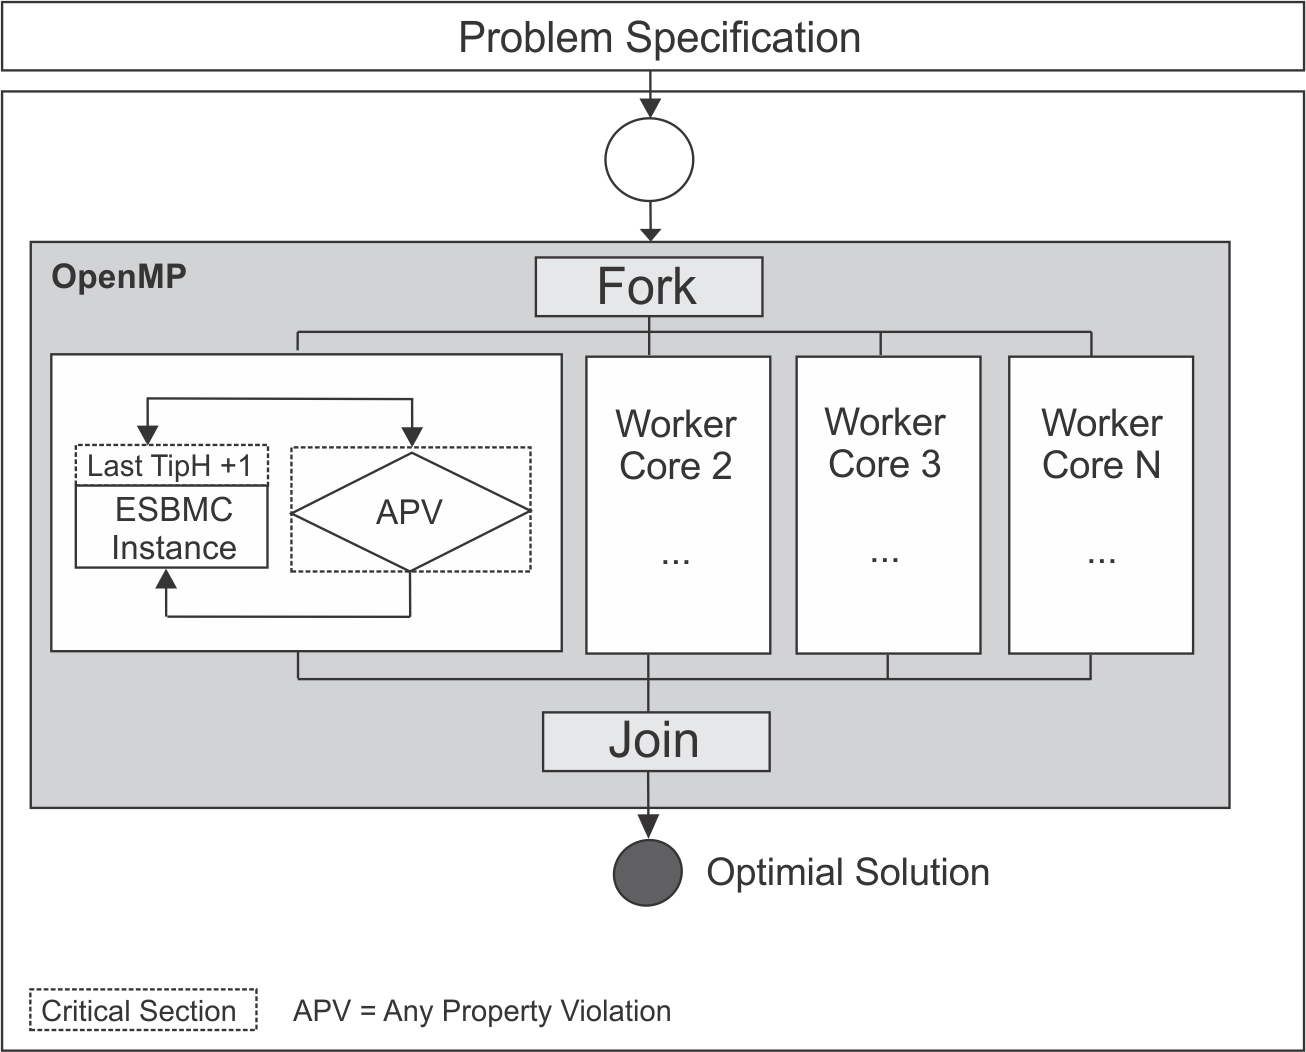 Problem Specification
OpenMP
Fork
Last TipH +1
ESBMC
Instance
APV
Worker
Core 2
...
Worker
Core 3
...
Worker
Core N
...
Join
Optimial Solution
Critical Section
APV = Any Property Violation